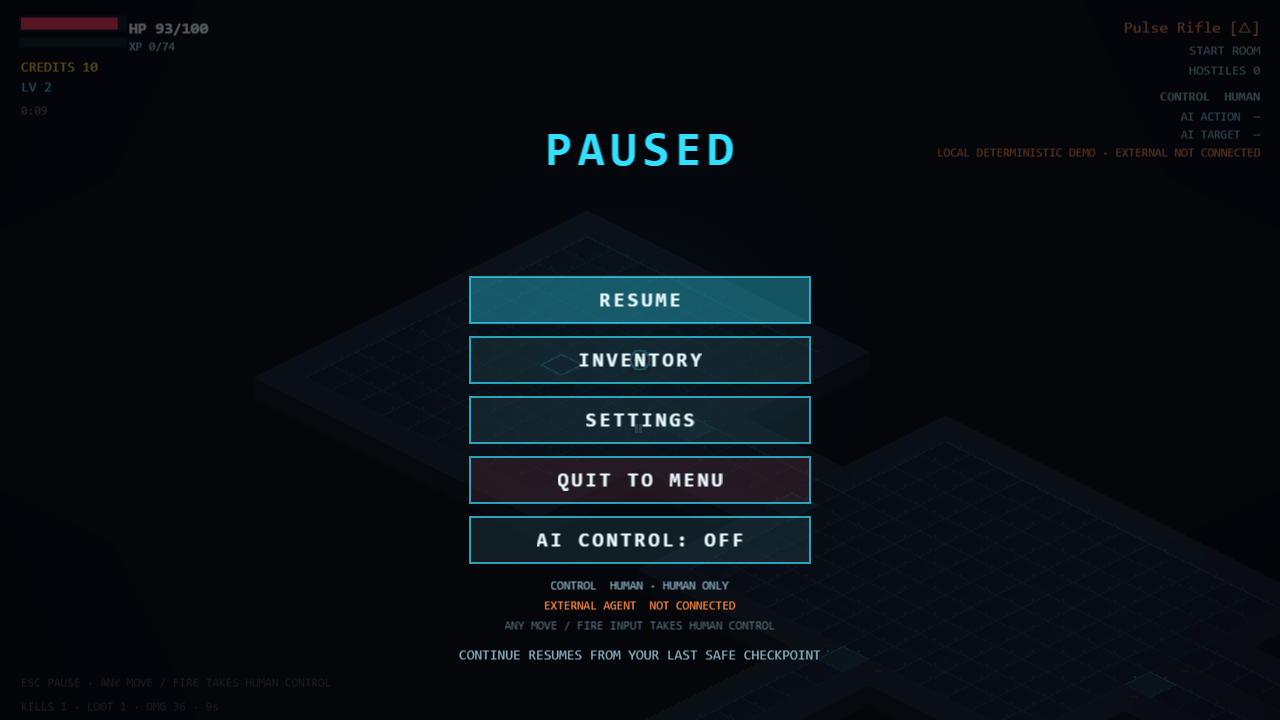 HP 93/100
XP 0/74
CREDITS 10
LV 2
0:09
Pulse Rifle [△]
START ROOM
HOSTILES 0
CONTROL HUMAN
AI ACTION —
AI TARGET —
LOCAL DETERMINISTIC DEMO · EXTERNAL NOT CONNECTED
PAUSED
RESUME
INVENTORY
SETTINGS
QUIT TO MENU
AI CONTROL: OFF
CONTROL HUMAN · HUMAN ONLY
EXTERNAL AGENT NOT CONNECTED
ANY MOVE / FIRE INPUT TAKES HUMAN CONTROL
CONTINUE RESUMES FROM YOUR LAST SAFE CHECKPOINT
ESC PAUSE · ANY MOVE / FIRE TAKES HUMAN CONTROL
KILLS 1 · LOOT 1 · DMG 36 · 9s